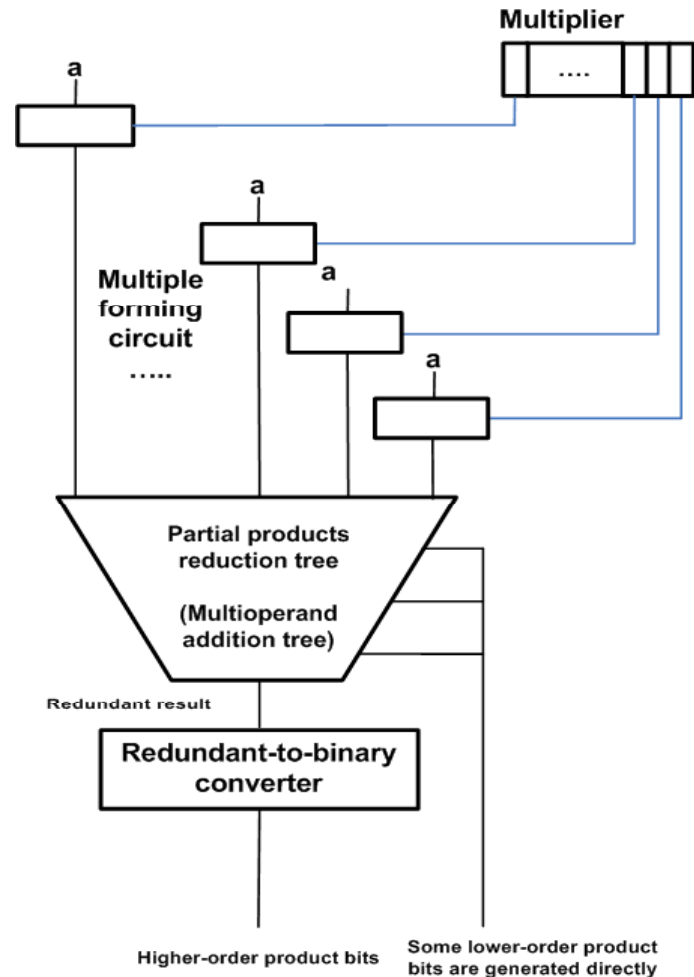 Multiplier
....
a
a
a
a
Multiple
forming
circuit
.....
Partial products
reduction tree
(Multioperand
addition tree)
Redundant result
Redundant-to-binary
converter
Higher-order product bits
Some lower-order product
bits are generated directly